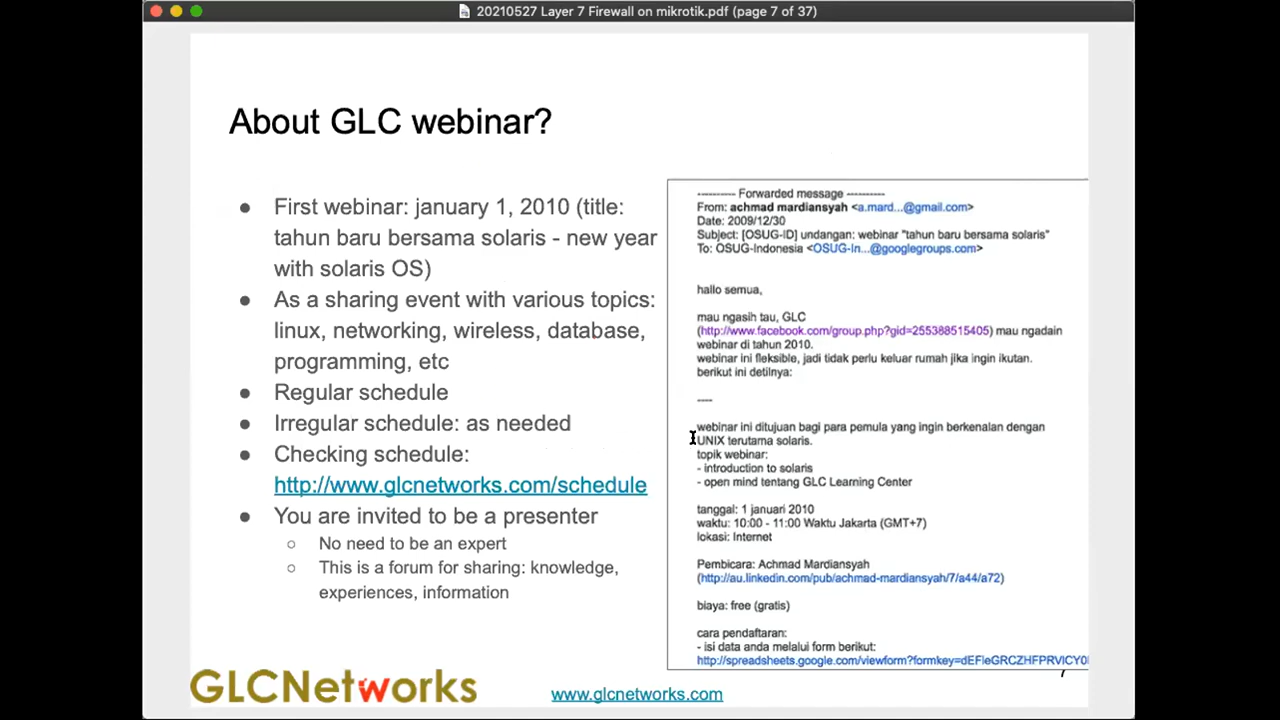 20210527 Layer 7 Firewall on mikrotik.pdf (page 7 of 37)
About GLC webinar?
● First webinar: january 1, 2010 (title:
tahun baru bersama solaris - new year
with solaris OS)
● As a sharing event with various topics:
linux, networking, wireless, database,
programming, etc
● Regular schedule
● Irregular schedule: as needed
● Checking schedule:
http://www.glcnetworks.com/schedule
● You are invited to be a presenter
○ No need to be an expert
○ This is a forum for sharing: knowledge,
experiences, information
---------- Forwarded message ----------
From: achmad mardiansyah <a.mard...@gmail.com>
Date: 2009/12/30
Subject: [OSUG-ID] undangan: webinar "tahun baru bersama solaris"
To: OSUG-Indonesia <OSUG-In...@googlegroups.com>
hallo semua,
mau ngasih tau, GLC
(http://www.facebook.com/group.php?gid=255388515405) mau ngadain
webinar di tahun 2010.
webinar ini fleksible, jadi tidak perlu keluar rumah jika ingin ikutan.
berikut ini detilnya:
----
webinar ini ditujuan bagi para pemula yang ingin berkenalan dengan
UNIX terutama solaris.
topik webinar:
- introduction to solaris
- open mind tentang GLC Learning Center
tanggal: 1 januari 2010
waktu: 10:00 - 11:00 Waktu Jakarta (GMT+7)
lokasi: Internet
Pembicara: Achmad Mardiansyah
(http://au.linkedin.com/pub/achmad-mardiansyah/7/a44/a72)
biaya: free (gratis)
cara pendaftaran:
- isi data anda melalui form berikut:
GLCNetworks
www.glcnetworks.com